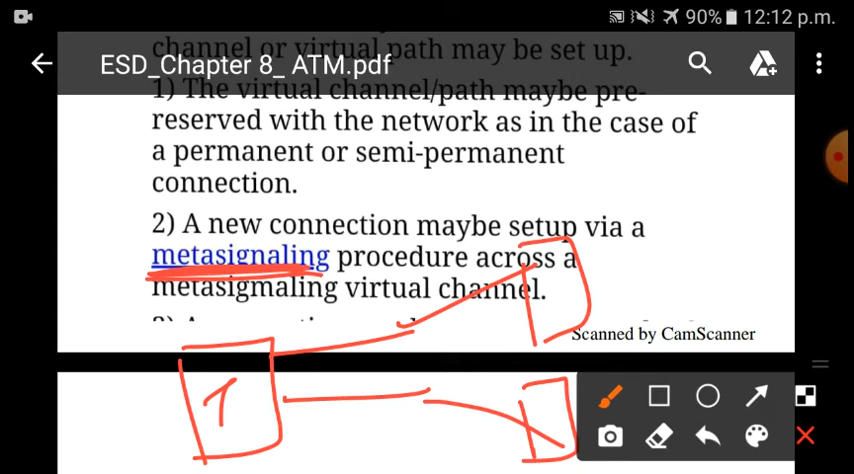 90% 12:12 p.m.
channel or virtual path may be set up.
ESD_Chapter 8_ ATM.pdf
1) The virtual channel/path maybe pre-
reserved with the network as in the case of
a permanent or semi-permanent
connection.
2) A new connection maybe setup via a
metasignaling procedure across a
metasigmaling virtual channel.
Scanned by CamScanner